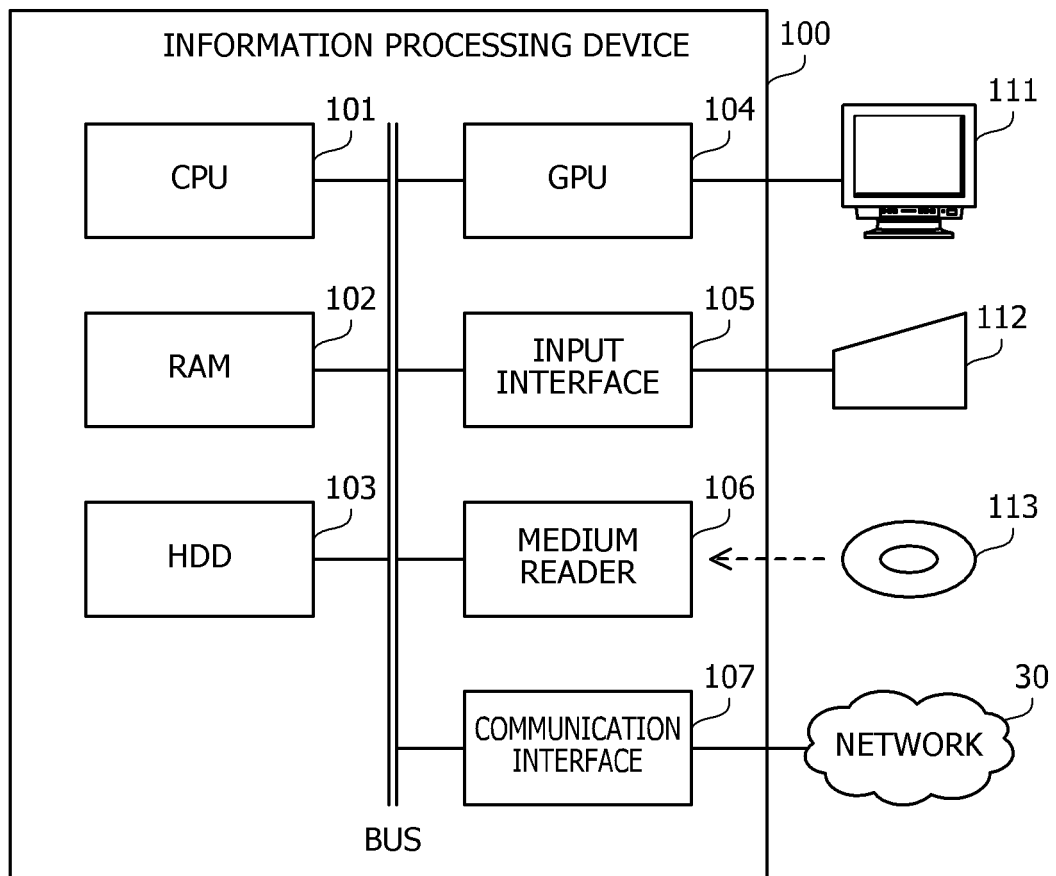 INFORMATION PROCESSING DEVICE
100
101
CPU
104
GPU
111
102
RAM
105
INPUT
INTERFACE
112
103
HDD
106
MEDIUM
READER
113
107
COMMUNICATION
INTERFACE
30
NETWORK
BUS